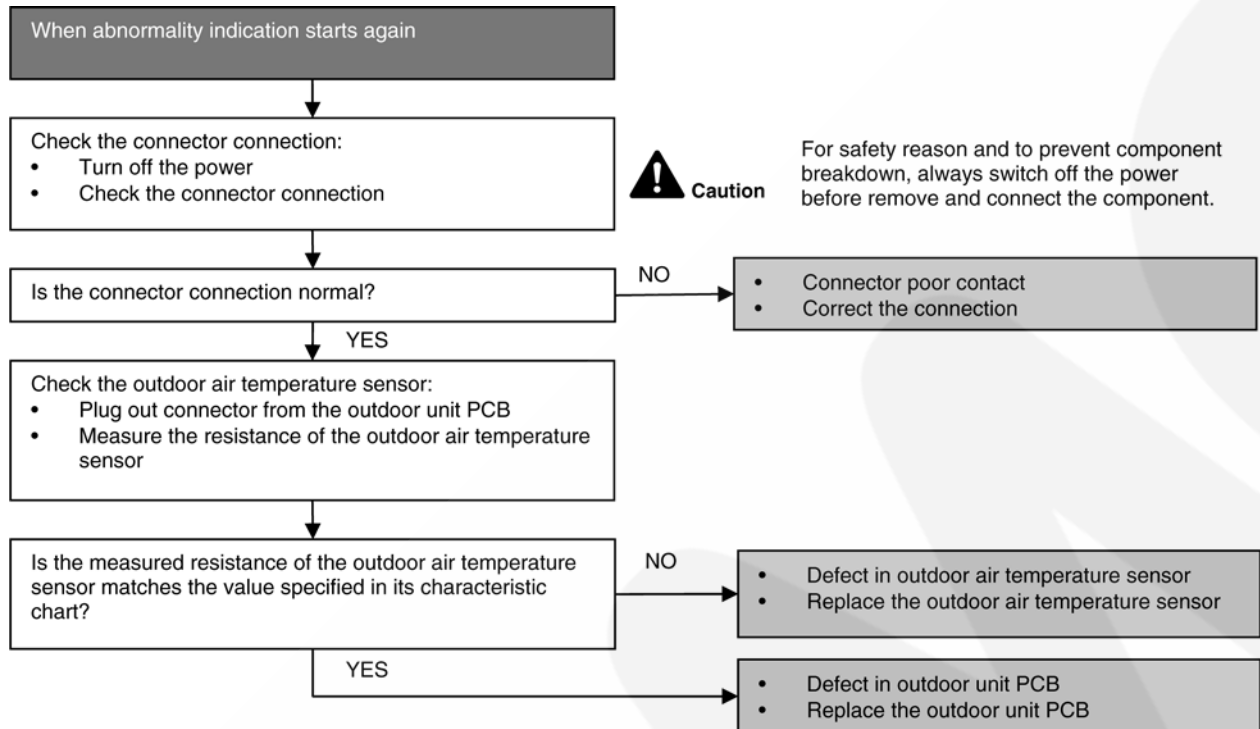 When abnormality indication starts again
Check the connector connection:
• Turn off the power
• Check the connector connection
Caution
For safety reason and to prevent component
breakdown, always switch off the power
before remove and connect the component.
Is the connector connection normal?
NO
• Connector poor contact
• Correct the connection
YES
Check the outdoor air temperature sensor:
• Plug out connector from the outdoor unit PCB
• Measure the resistance of the outdoor air temperature
sensor
Is the measured resistance of the outdoor air temperature
sensor matches the value specified in its characteristic
chart?
NO
• Defect in outdoor air temperature sensor
• Replace the outdoor air temperature sensor
YES
• Defect in outdoor unit PCB
• Replace the outdoor unit PCB